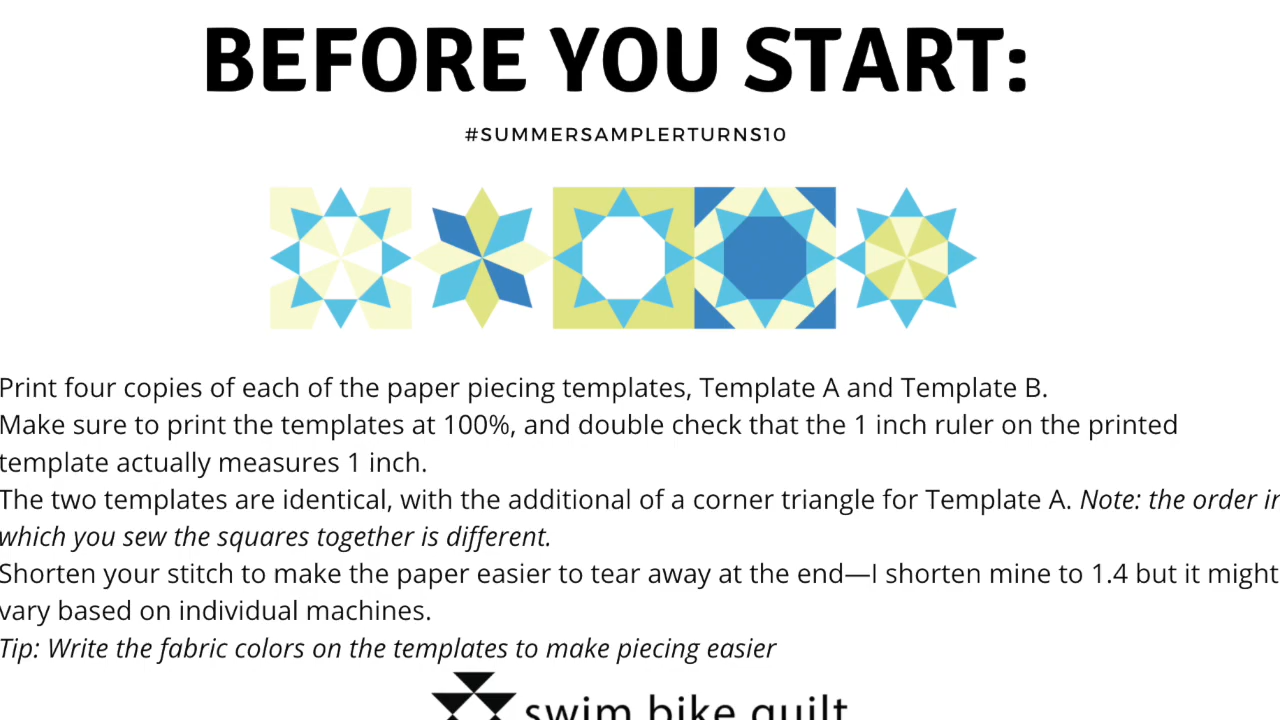 BEFORE YOU START:
#SUMMERSAMPLERTURNS10
Print four copies of each of the paper piecing templates, Template A and Template B.
Make sure to print the templates at 100%, and double check that the 1 inch ruler on the printed
template actually measures 1 inch.
The two templates are identical, with the additional of a corner triangle for Template A. Note: the order in
which you sew the squares together is different.
Shorten your stitch to make the paper easier to tear away at the end—I shorten mine to 1.4 but it might
vary based on individual machines.
Tip: Write the fabric colors on the templates to make piecing easier
swim bike quilt